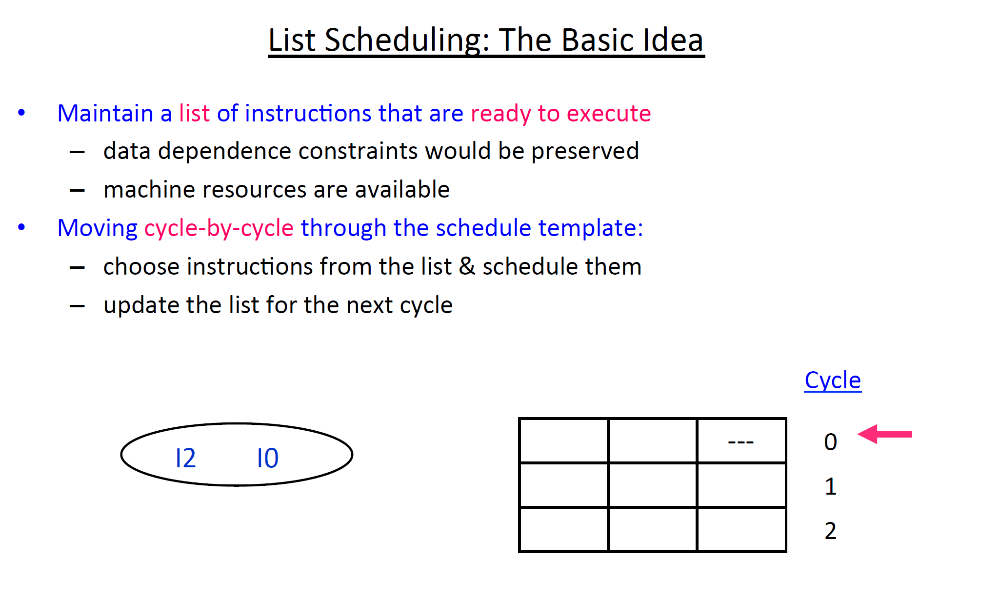 List Scheduling: The Basic Idea
• Maintain a list of instructions that are ready to execute
– data dependence constraints would be preserved
– machine resources are available
• Moving cycle-by-cycle through the schedule template:
– choose instructions from the list & schedule them
– update the list for the next cycle
Cycle
I2 I0
--- 0
1
2